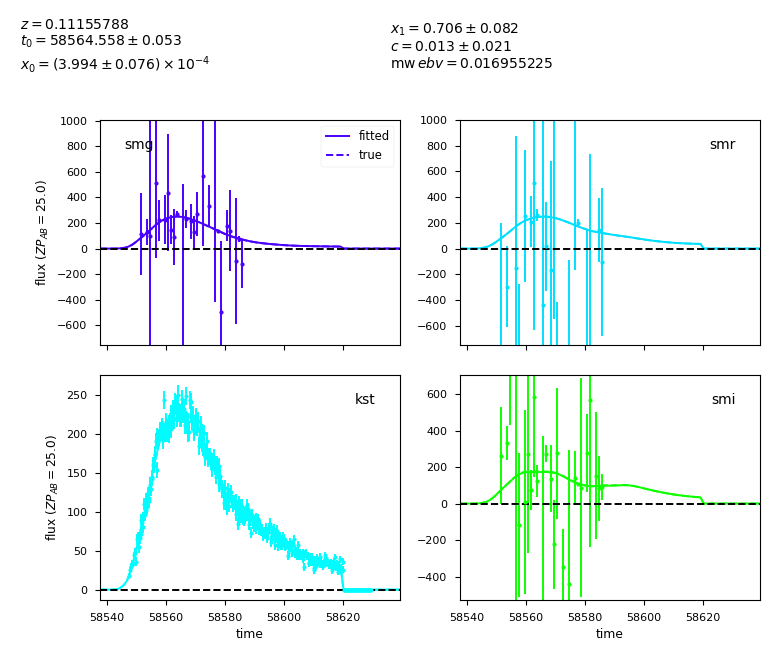 z = 0.11155788
t₀ = 58564.558 ± 0.053
x₀ = (3.994 ± 0.076) × 10⁻⁴
x₁ = 0.706 ± 0.082
c = 0.013 ± 0.021
mw ebv = 0.016955225
smg
fitted
true
1000
800
600
400
200
0
−200
−400
−600
flux (ZP_AB = 25.0)
smr
1000
800
600
400
200
0
−200
−400
−600
kst
250
200
150
100
50
0
flux (ZP_AB = 25.0)
58540 58560 58580 58600 58620
time
smi
600
400
200
0
−200
−400
58540 58560 58580 58600 58620
time